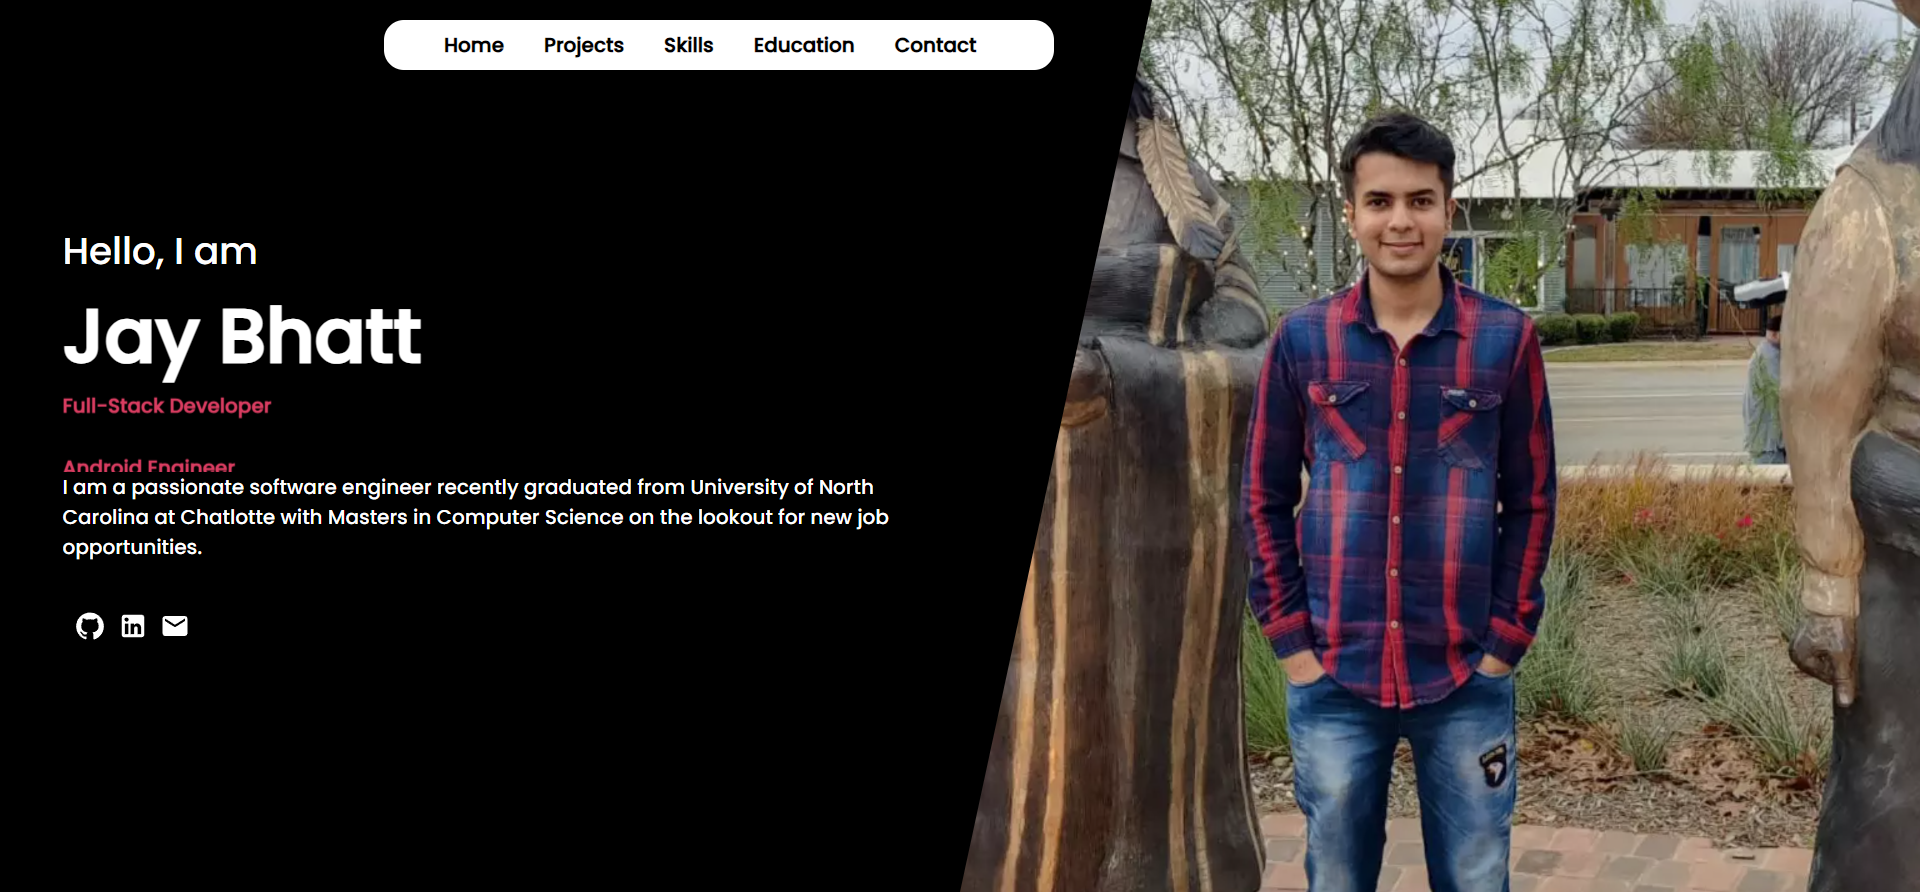 Home Projects Skills Education Contact
Hello, I am
Jay Bhatt
Full-Stack Developer
Android Engineer
I am a passionate software engineer recently graduated from University of North
Carolina at Chatlotte with Masters in Computer Science on the lookout for new job
opportunities.
in